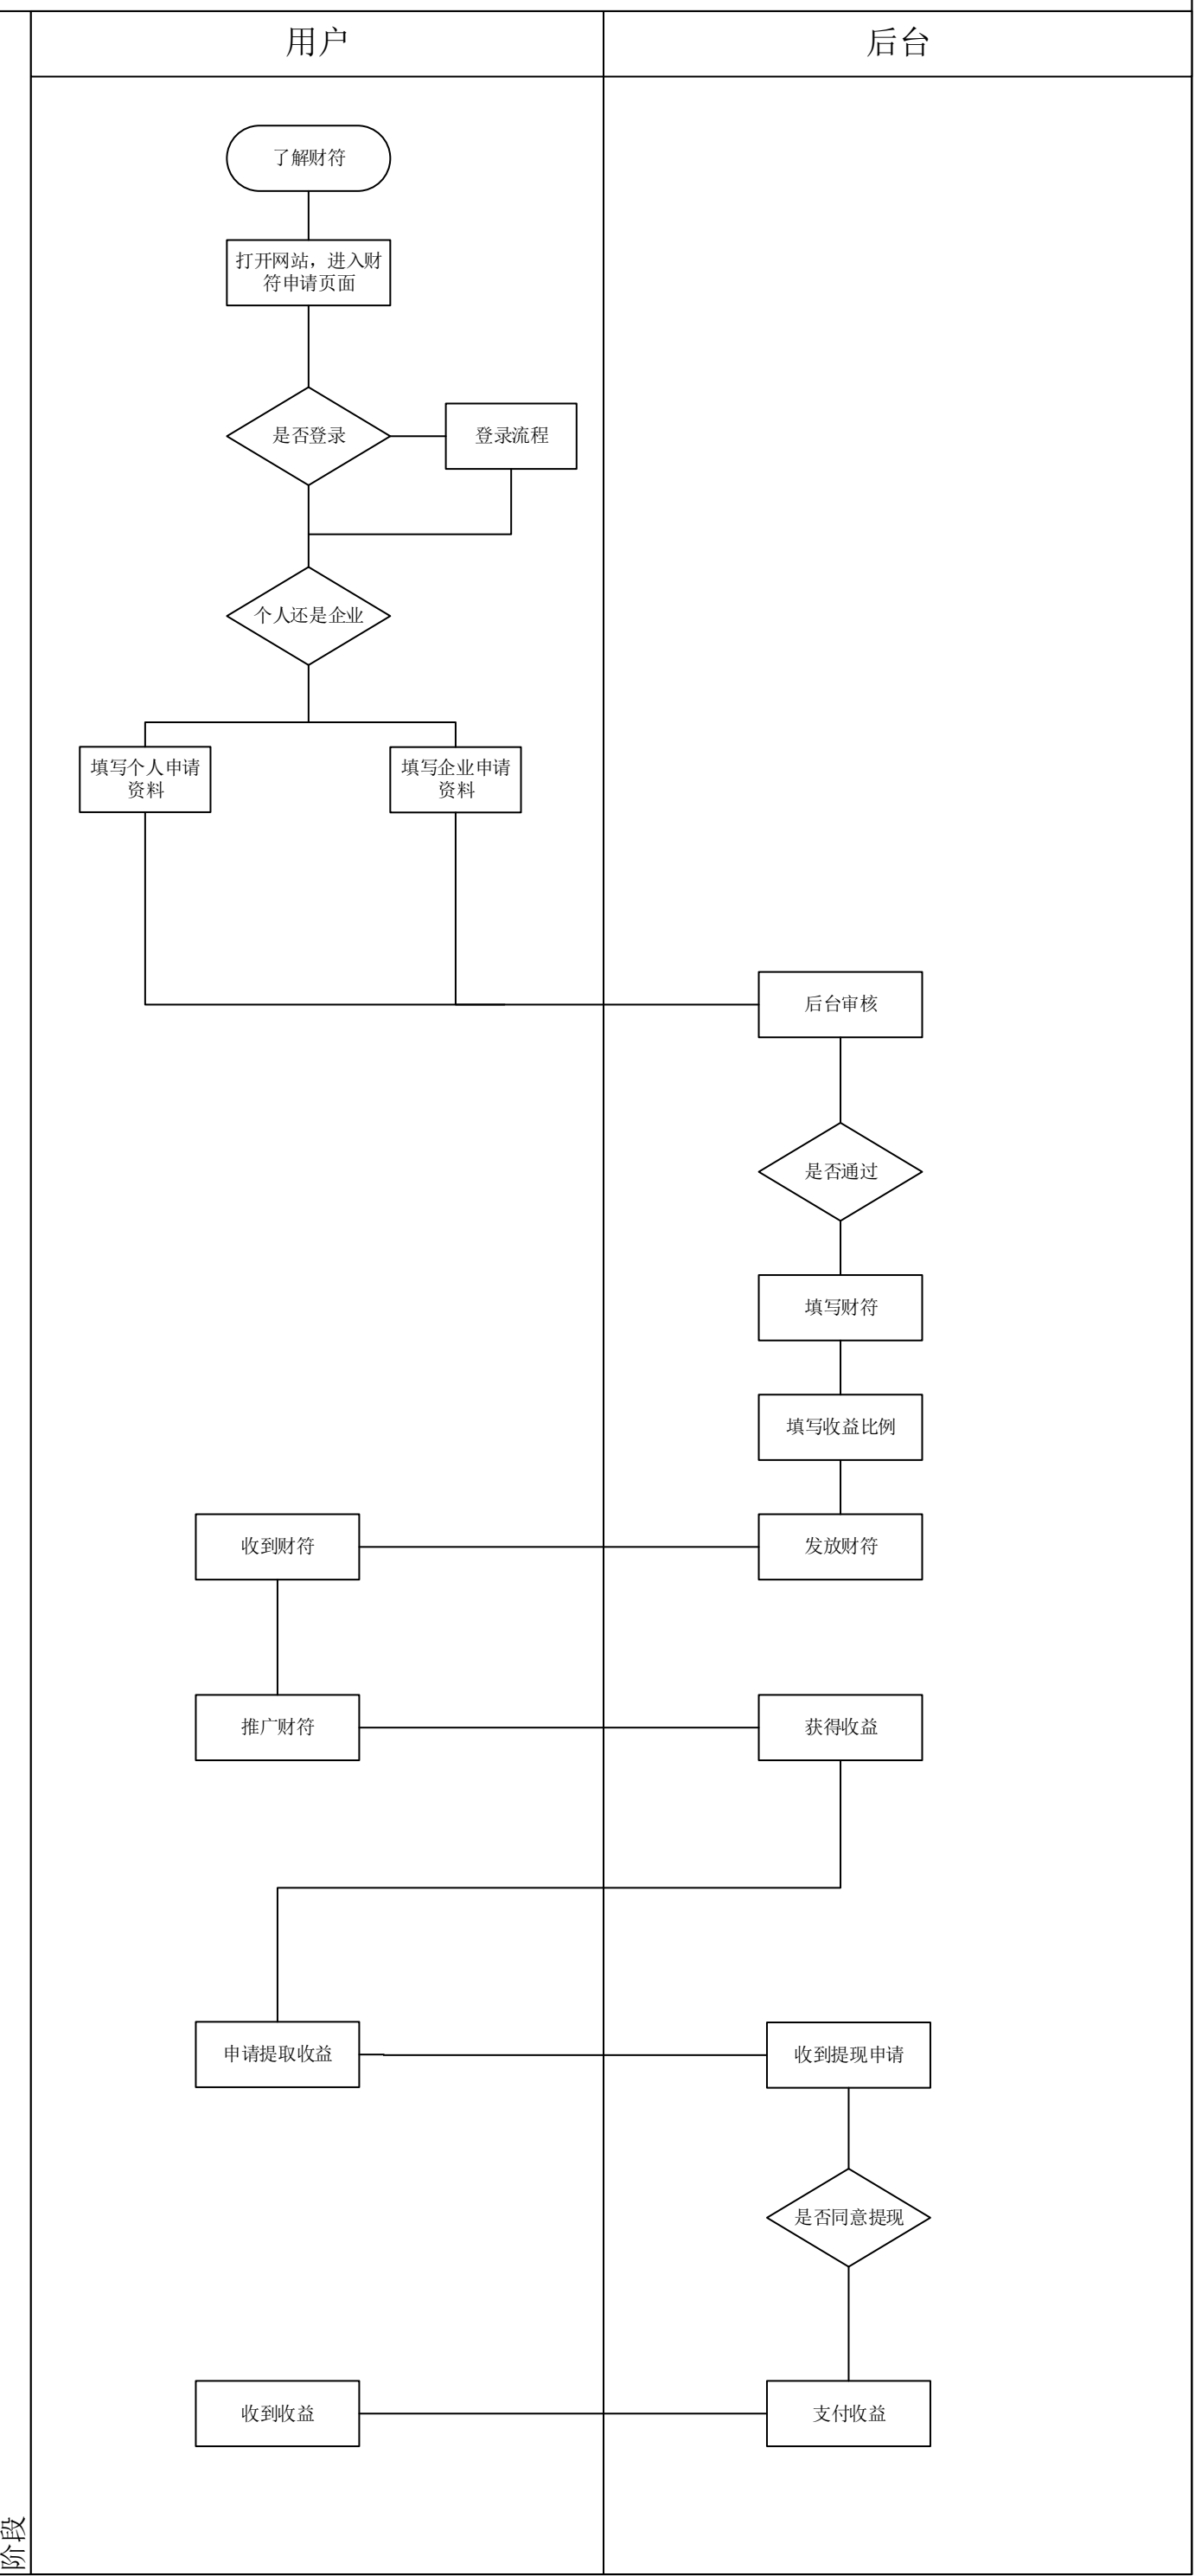 用户
后台
了解财符
打开网站，进入财
符申请页面
是否登录
登录流程
个人还是企业
填写个人申请
资料
填写企业申请
资料
后台审核
是否通过
填写财符
填写收益比例
收到财符
发放财符
推广财符
获得收益
申请提取收益
收到提现申请
是否同意提现
收到收益
支付收益
阶段